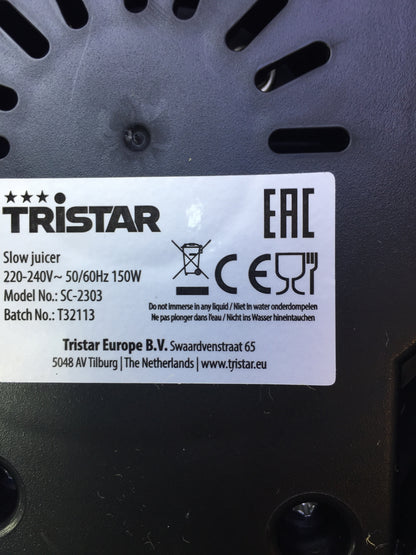 TRiSTAR
EAC
Slow juicer
220-240V~ 50/60Hz 150W
Model No.: SC-2303
Batch No.: T32113
CE
Do not immerse in any liquid / Niet in water onderdompelen
Ne pas plonger dans l'eau / Nicht ins Wasser hineintauchen
Tristar Europe B.V. Swaardvenstraat 65
5048 AV Tilburg | The Netherlands | www.tristar.eu